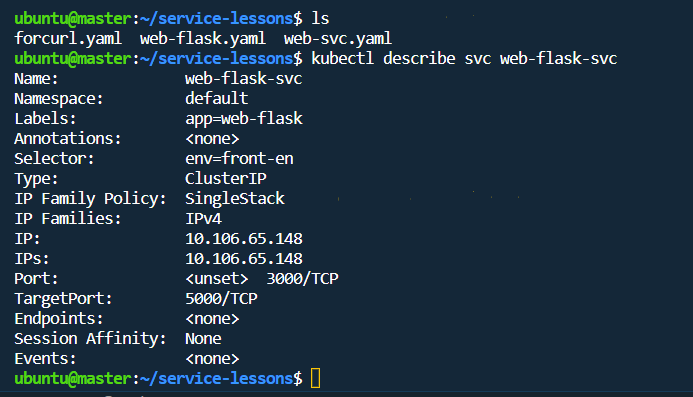 ubuntu@master:~/service-lessons$ ls
forcurl.yaml  web-flask.yaml  web-svc.yaml
ubuntu@master:~/service-lessons$ kubectl describe svc web-flask-svc
Name:              web-flask-svc
Namespace:         default
Labels:            app=web-flask
Annotations:       <none>
Selector:          env=front-en
Type:              ClusterIP
IP Family Policy:  SingleStack
IP Families:       IPv4
IP:                10.106.65.148
IPs:               10.106.65.148
Port:              <unset>  3000/TCP
TargetPort:        5000/TCP
Endpoints:         <none>
Session Affinity:  None
Events:            <none>
ubuntu@master:~/service-lessons$